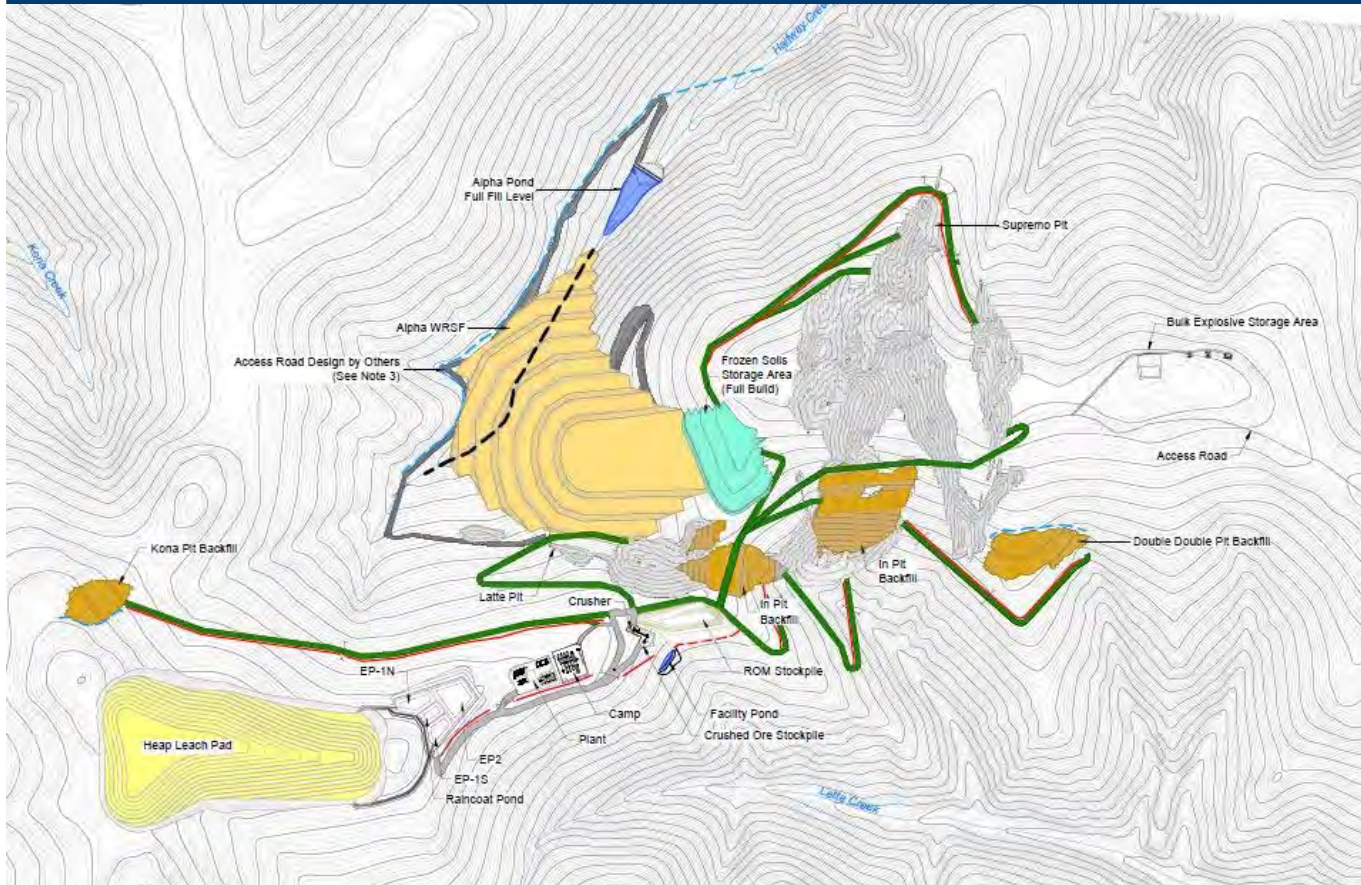 Halfway Creek
Alpha Pond
Full Fill Level
Supremo Pit
Kona Creek
Alpha WRSF
Bulk Explosive Storage Area
Access Road Design by Others
(See Note 3)
Frozen Soils
Storage Area
(Full Build)
Access Road
Kona Pit Backfill
Double Double Pit Backfill
In Pit
Backfill
Latte Pit
Crusher
In Pit
Backfill
EP-1N
ROM Stockpile
Camp
Facility Pond
Plant
Crushed Ore Stockpile
Heap Leach Pad
EP2
EP-1S
Raincoat Pond
Latte Creek